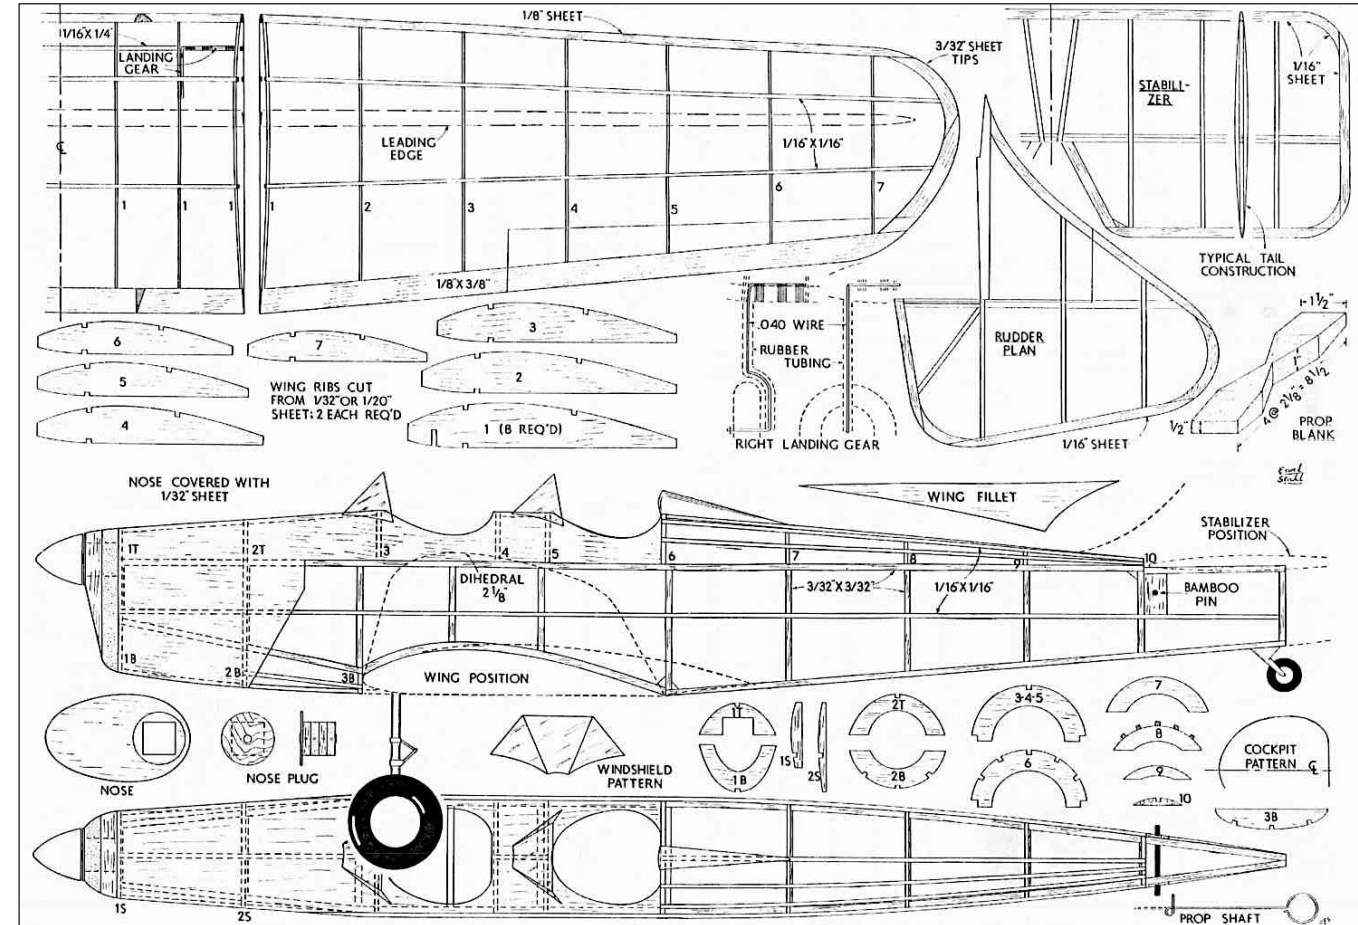 1/8" SHEET
1/16"X1/4"
LANDING
GEAR
3/32" SHEET
TIPS
1/16"
SHEET
STABILI-
ZER
LEADING
EDGE
1/16"X1/16"
℄
1
1
1
1
2
3
4
5
6
7
TYPICAL TAIL
CONSTRUCTION
1/8"X3/8"
1 1/2"
.040 WIRE
RUBBER
TUBING
RUDDER
PLAN
4 @ 2 1/8" = 8 1/2
1"
1/2"
PROP
BLANK
6
7
3
5
2
4
1 (8 REQ'D)
WING RIBS CUT
FROM 1/32" OR 1/20"
SHEET: 2 EACH REQ'D
RIGHT LANDING GEAR
1/16" SHEET
NOSE COVERED WITH
1/32" SHEET
WING FILLET
STABILIZER
POSITION
1T
2T
3
4
5
6
7
8
9
10
DIHEDRAL
2 1/8"
3/32"X3/32"
1/16"X1/16"
BAMBOO
PIN
1B
2B
3B
WING POSITION
NOSE
NOSE PLUG
WINDSHIELD
PATTERN
1T
1B
1S
2S
2T
2B
3-4-5
6
7
8
9
10
COCKPIT
PATTERN ℄
3B
1S
2S
PROP SHAFT